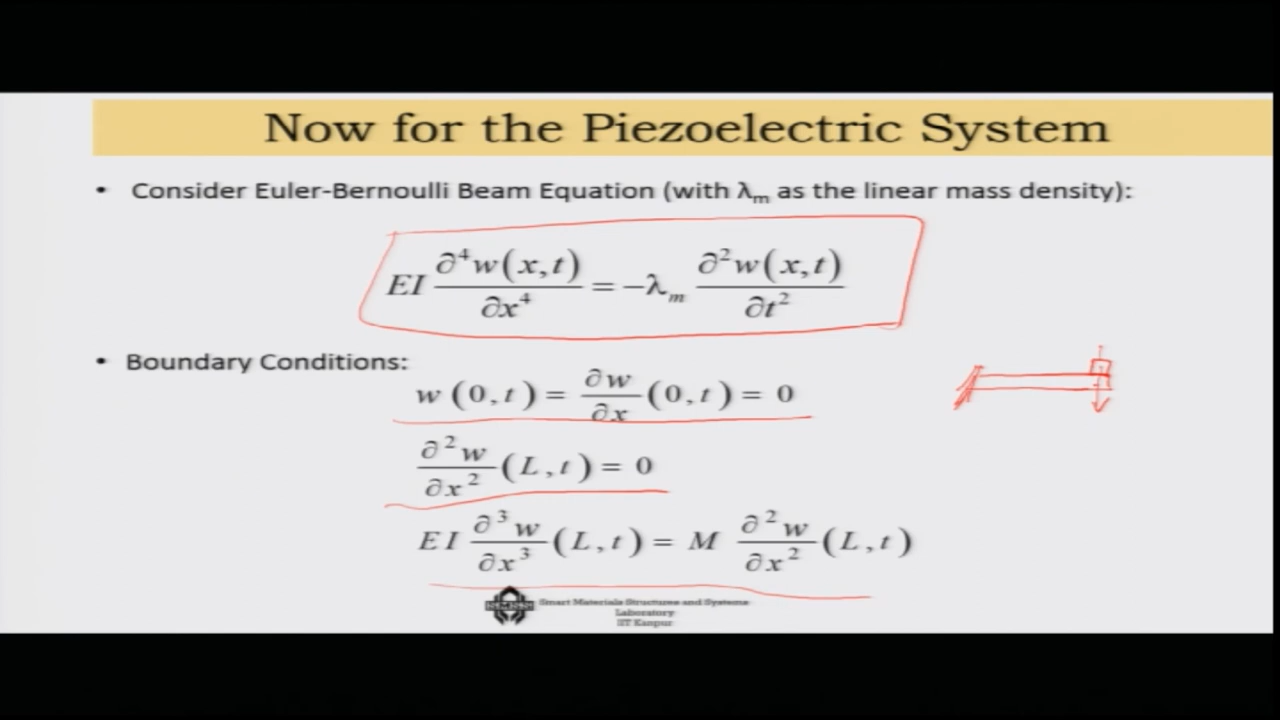 Now for the Piezoelectric System
• Consider Euler-Bernoulli Beam Equation (with λ_m as the linear mass density):
EI ∂⁴w(x,t)/∂x⁴ = −λ_m ∂²w(x,t)/∂t²
• Boundary Conditions:
w(0,t) = ∂w/∂x (0,t) = 0
∂²w/∂x² (L,t) = 0
EI ∂³w/∂x³ (L,t) = M ∂²w/∂x² (L,t)
Smart Materials Structures and Systems
Laboratory
IIT Kanpur